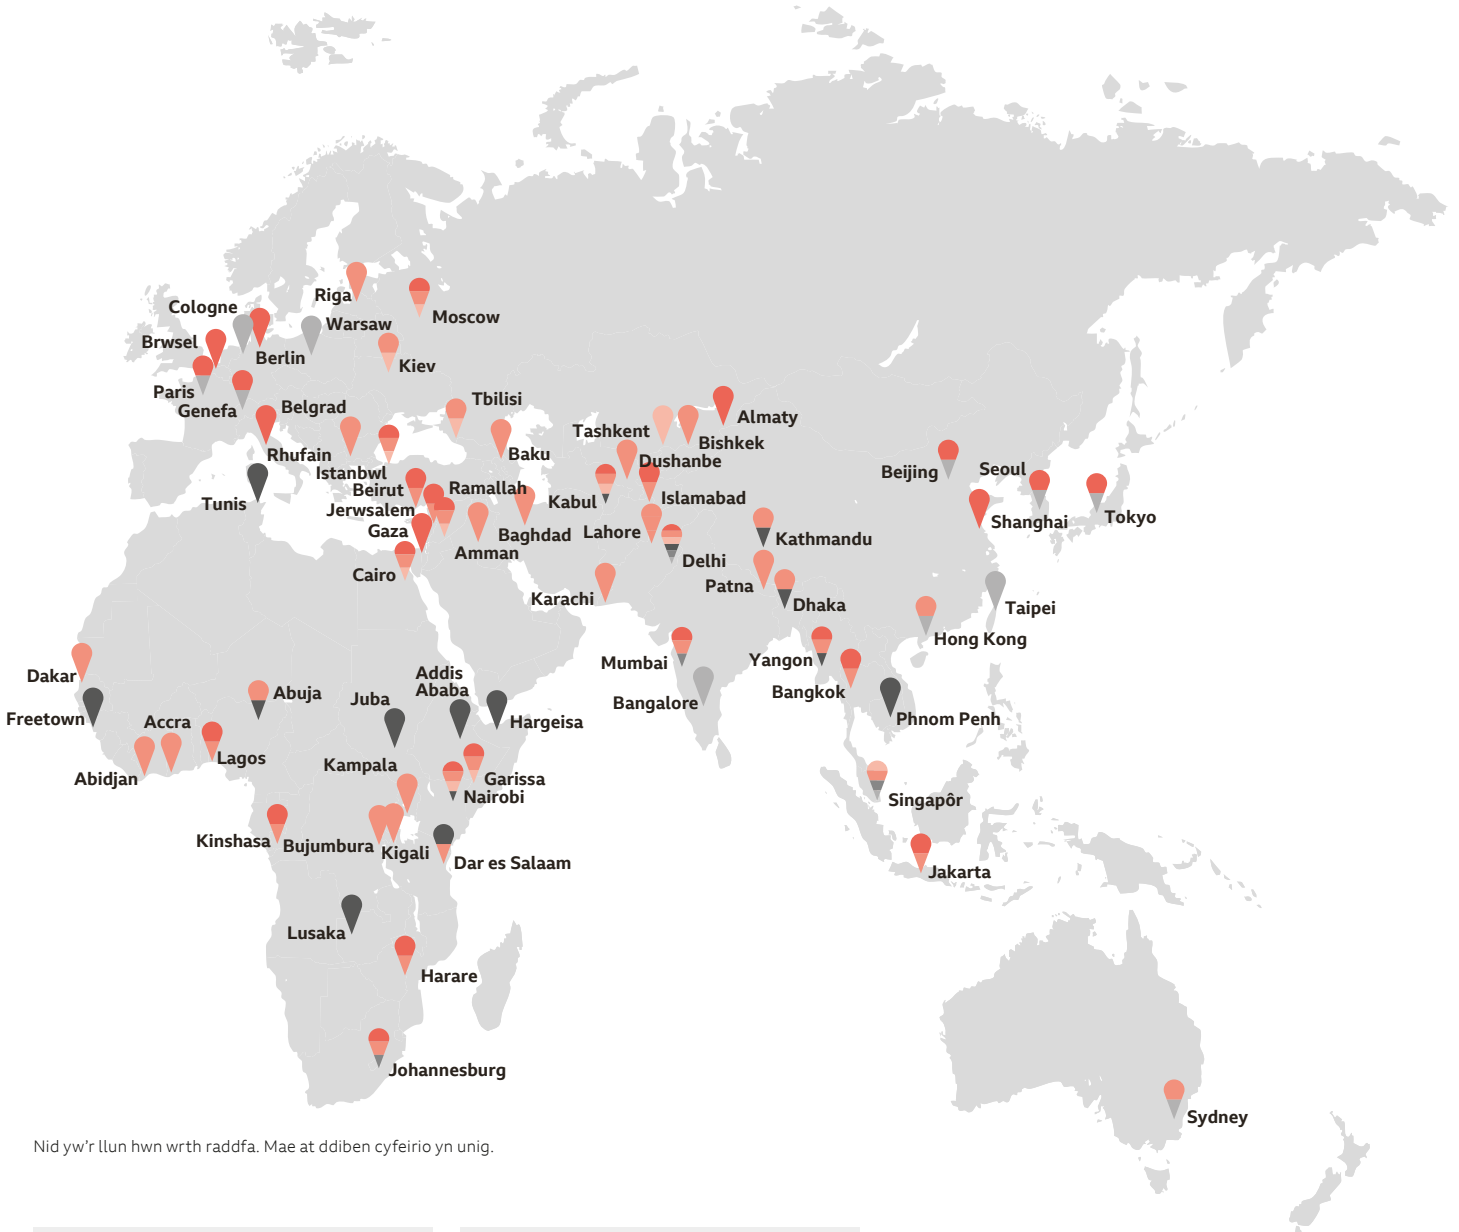 Riga
Moscow
Cologne
Warsaw
Brwsel
Berlin
Kiev
Paris
Genefa
Belgrad
Tbilisi
Almaty
Tashkent
Bishkek
Rhufain
Baku
Dushanbe
Istanbwl
Beijing
Seoul
Beirut
Ramallah
Kabul
Islamabad
Tunis
Jerwsalem
Shanghai
Tokyo
Gaza
Baghdad
Lahore
Kathmandu
Amman
Delhi
Cairo
Patna
Karachi
Dhaka
Taipei
Hong Kong
Mumbai
Yangon
Dakar
Addis
Ababa
Abuja
Juba
Bangkok
Bangalore
Freetown
Accra
Hargeisa
Phnom Penh
Lagos
Kampala
Abidjan
Garissa
Nairobi
Singapôr
Kinshasa
Bujumbura
Kigali
Dar es Salaam
Jakarta
Lusaka
Harare
Johannesburg
Sydney
Nid yw’r llun hwn wrth raddfa. Mae at ddiben cyfeirio yn unig.